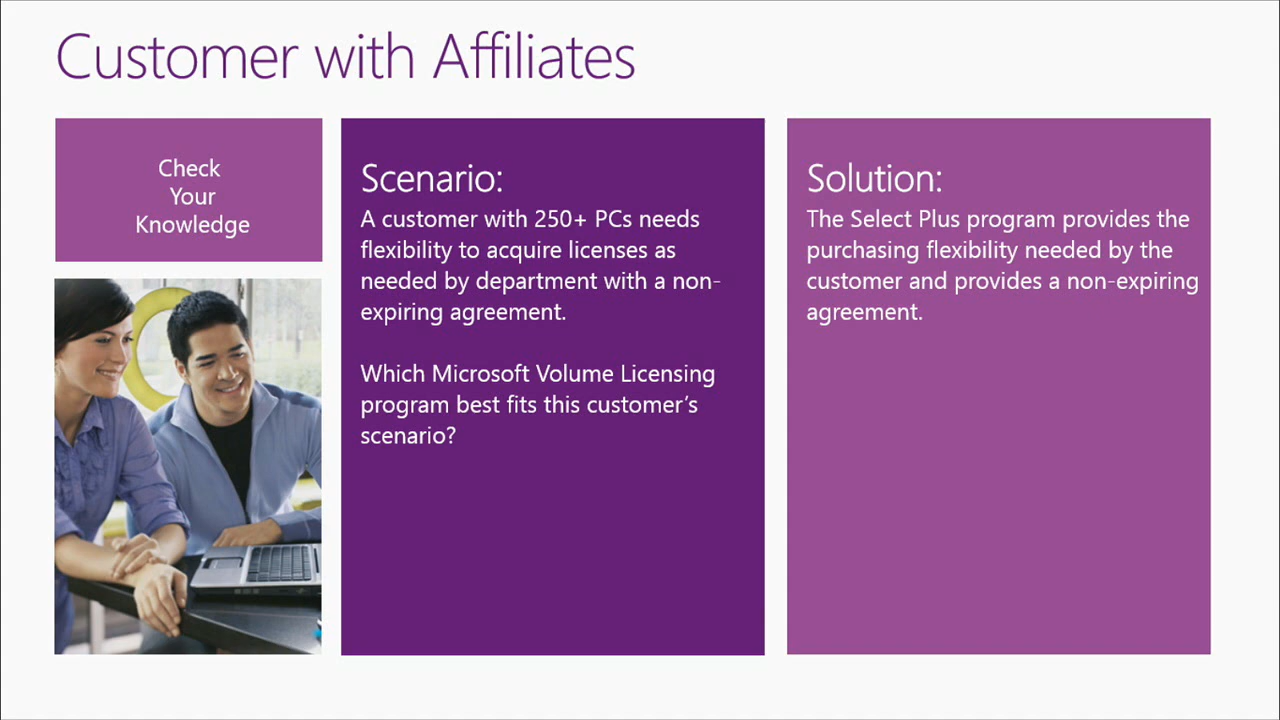 Customer with Affiliates
Check
Your
Knowledge
Scenario:
A customer with 250+ PCs needs
flexibility to acquire licenses as
needed by department with a non-
expiring agreement.
Which Microsoft Volume Licensing
program best fits this customer’s
scenario?
Solution:
The Select Plus program provides the
purchasing flexibility needed by the
customer and provides a non-expiring
agreement.